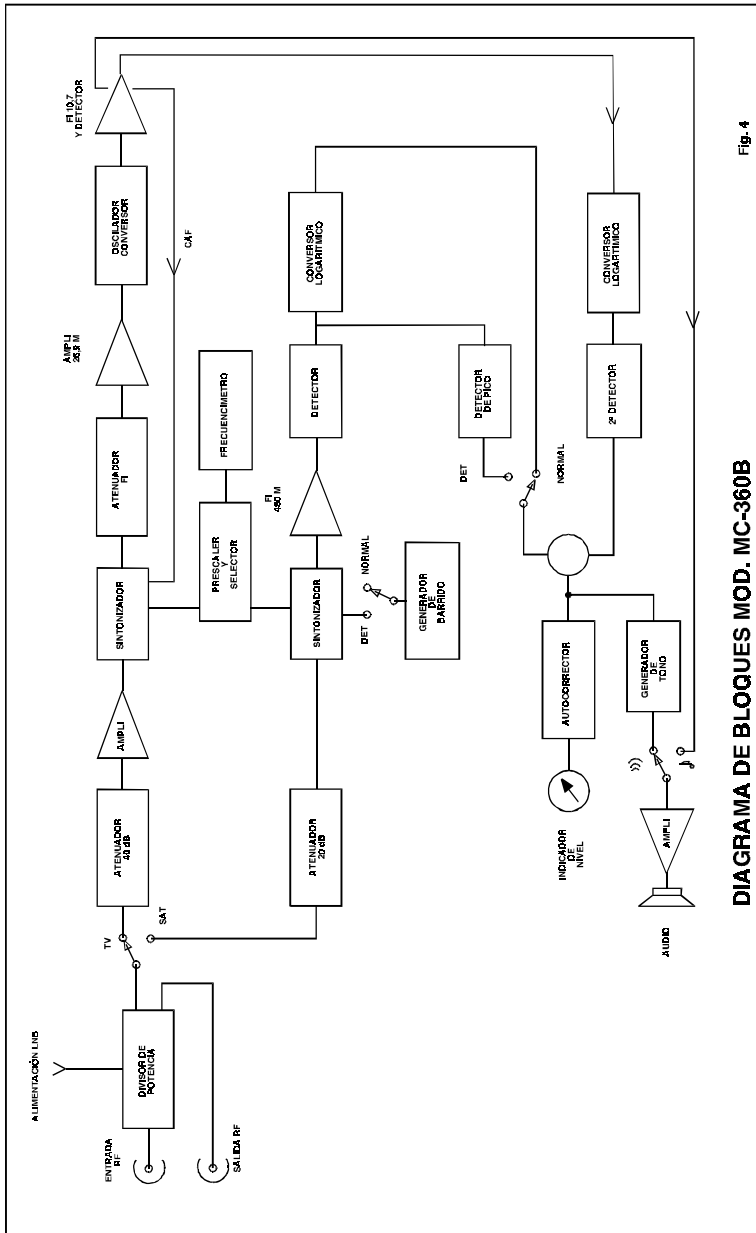 ALIMENTACIÓN LNB
ENTRADA
RF
DIVISOR DE
POTENCIA
SALIDA RF
TV
SAT
ATENUADOR
40 dB
AMPLI
SINTONIZADOR
ATENUADOR
FI
AMPLI
26,2 M
OSCILADOR
CONVERSOR
FI 10,7
Y DETECTOR
CAF
PRESCALER
Y
SELECTOR
FRECUENCIMETRO
ATENUADOR
20 dB
SINTONIZADOR
FI
480 M
DETECTOR
CONVERSOR
LOGARITMICO
DET
NORMAL
GENERADOR
DE
BARRIDO
DETECTOR
DE PICO
DET
NORMAL
INDICADOR
DE
NIVEL
AUTOCORRECTOR
2º DETECTOR
CONVERSOR
LOGARITMICO
GENERADOR
DE
TONO
AUDIO
AMPLI
DIAGRAMA DE BLOQUES MOD. MC-360B
Fig. 4